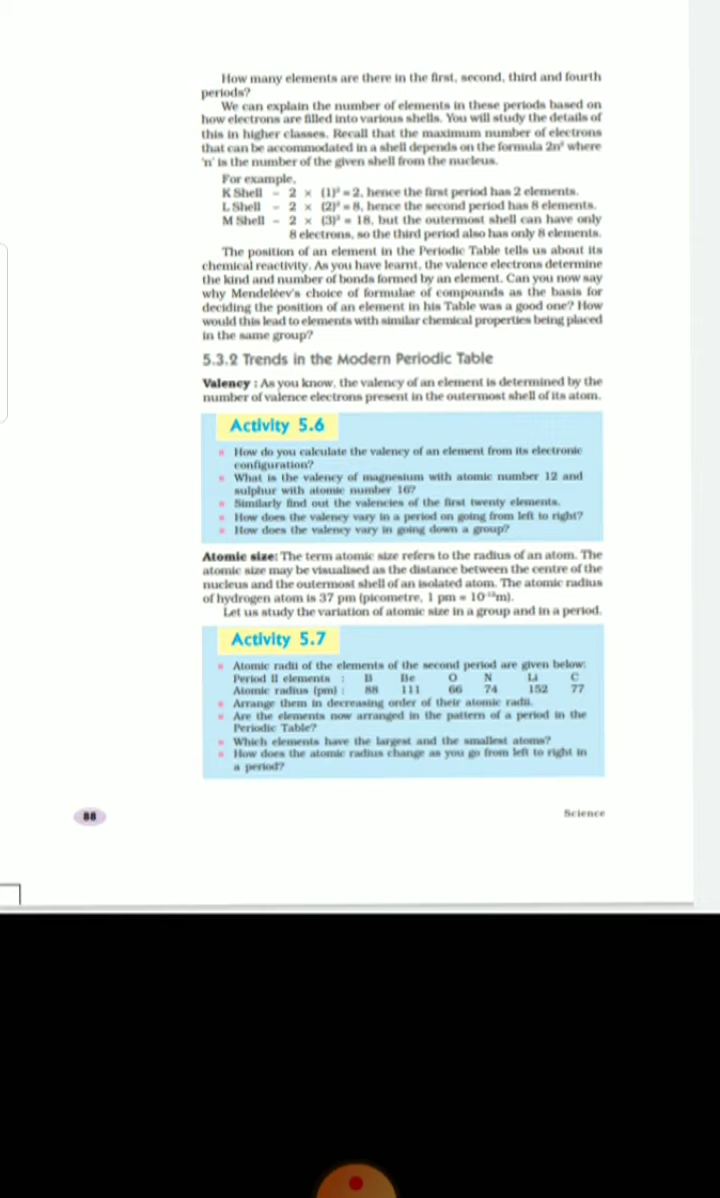 How many elements are there in the first, second, third and fourth
periods?
We can explain the number of elements in these periods based on
how electrons are filled into various shells. You will study the details of
this in higher classes. Recall that the maximum number of electrons
that can be accommodated in a shell depends on the formula 2n² where
'n' is the number of the given shell from the nucleus.
For example,
K Shell – 2 × (1)² = 2, hence the first period has 2 elements.
L Shell – 2 × (2)² = 8, hence the second period has 8 elements.
M Shell – 2 × (3)² = 18, but the outermost shell can have only
8 electrons, so the third period also has only 8 elements.
The position of an element in the Periodic Table tells us about its
chemical reactivity. As you have learnt, the valence electrons determine
the kind and number of bonds formed by an element. Can you now say
why Mendeléev's choice of formulae of compounds as the basis for
deciding the position of an element in his Table was a good one? How
would this lead to elements with similar chemical properties being placed
in the same group?
5.3.2 Trends in the Modern Periodic Table
Valency : As you know, the valency of an element is determined by the
number of valence electrons present in the outermost shell of its atom.
Activity 5.6
How do you calculate the valency of an element from its electronic
configuration?
What is the valency of magnesium with atomic number 12 and
sulphur with atomic number 16?
Similarly find out the valencies of the first twenty elements.
How does the valency vary in a period on going from left to right?
How does the valency vary in going down a group?
Atomic size: The term atomic size refers to the radius of an atom. The
atomic size may be visualised as the distance between the centre of the
nucleus and the outermost shell of an isolated atom. The atomic radius
of hydrogen atom is 37 pm (picometre, 1 pm = 10⁻¹²m).
Let us study the variation of atomic size in a group and in a period.
Activity 5.7
Atomic radii of the elements of the second period are given below:
Period II elements : B Be O N Li C
Atomic radius (pm) : 88 111 66 74 152 77
Arrange them in decreasing order of their atomic radii.
Are the elements now arranged in the pattern of a period in the
Periodic Table?
Which elements have the largest and the smallest atoms?
How does the atomic radius change as you go from left to right in
a period?
88
Science